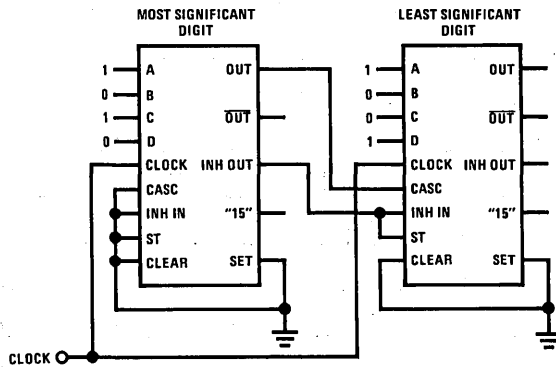 MOST SIGNIFICANT
DIGIT
1 A OUT
0 B
1 C OUT
0 D
CLOCK INH OUT
CASC
INH IN "15"
ST
CLEAR SET
LEAST SIGNIFICANT
DIGIT
1 A OUT
0 B
0 C OUT
1 D
CLOCK INH OUT
CASC
INH IN "15"
ST
CLEAR SET
CLOCK